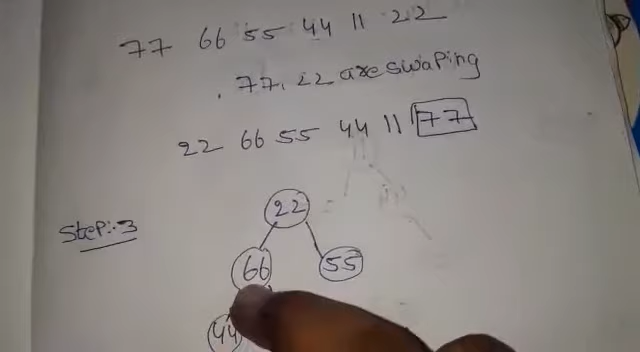 77 66 55 44 11 22
. 77, 22 are swaping
22 66 55 44 11 77
Step:-3
22
66 55
44